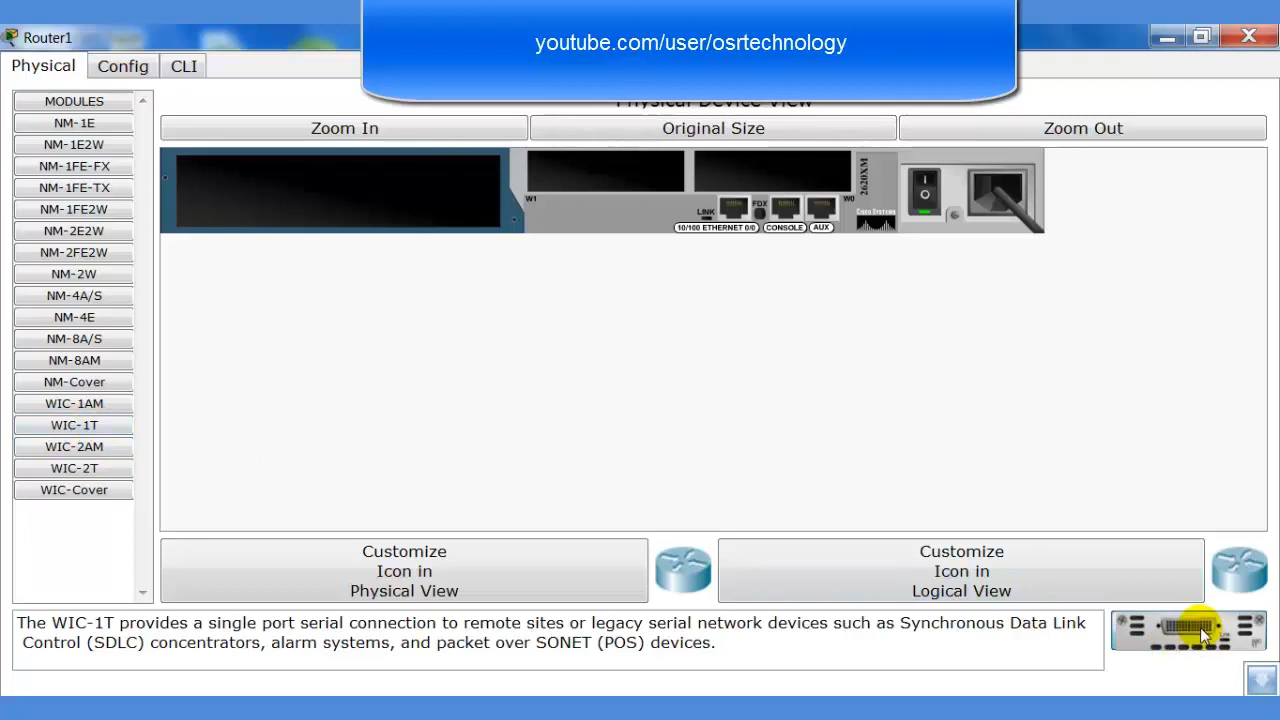 Router1
youtube.com/user/osrtechnology
Physical
Config
CLI
Physical Device View
MODULES
NM-1E
NM-1E2W
NM-1FE-FX
NM-1FE-TX
NM-1FE2W
NM-2E2W
NM-2FE2W
NM-2W
NM-4A/S
NM-4E
NM-8A/S
NM-8AM
NM-Cover
WIC-1AM
WIC-1T
WIC-2AM
WIC-2T
WIC-Cover
Zoom In
Original Size
Zoom Out
W1
W0
2620XM
LINK
FDX
10/100 ETHERNET 0/0
CONSOLE
AUX
CISCO SYSTEMS
Customize
Icon in
Physical View
Customize
Icon in
Logical View
The WIC-1T provides a single port serial connection to remote sites or legacy serial network devices such as Synchronous Data Link
Control (SDLC) concentrators, alarm systems, and packet over SONET (POS) devices.